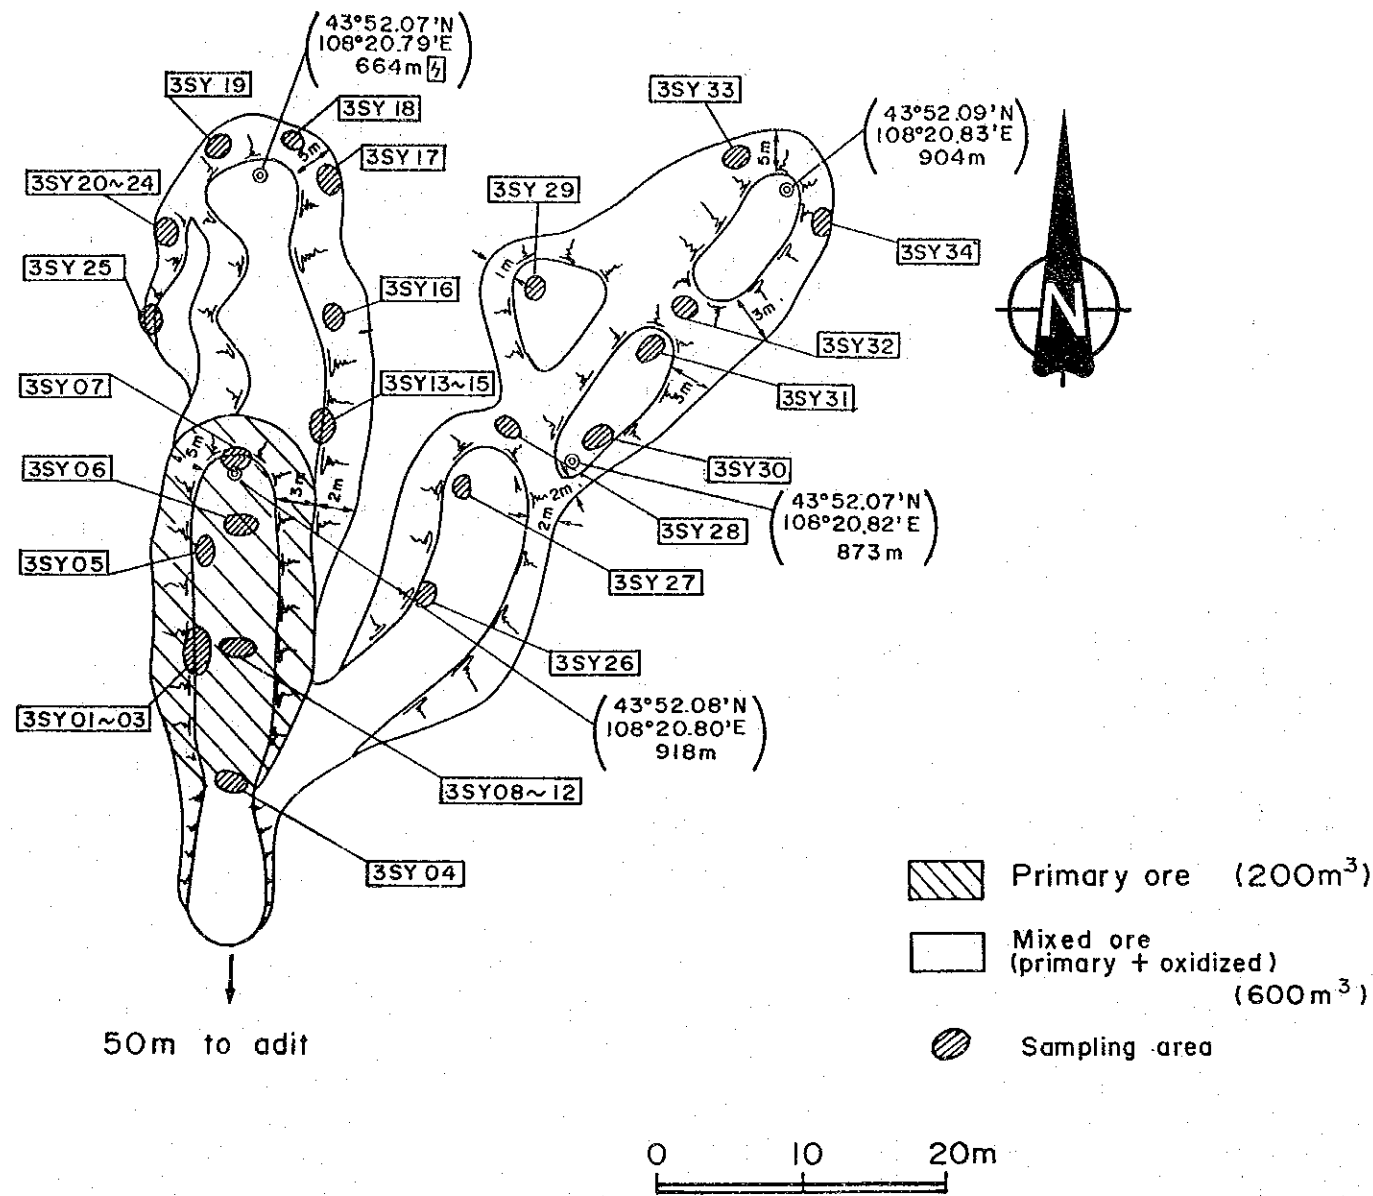 43°52.07'N
108°20.79'E
664m
3SY 19
3SY 18
3SY 17
3m
3SY 20~24
3SY 25
3SY 16
3SY 07
3SY 13~15
3SY 06
5m
3m
2m
3SY 05
3SY 01~03
3SY 08~12
3SY 04
50m to adit
3SY 33
43°52.09'N
108°20.83'E
904m
5m
3SY 29
3SY 34
1m
3m
3SY 32
3SY 31
3m
3SY 30
2m
2m
3SY 28
43°52.07'N
108°20.82'E
873m
3SY 27
3SY 26
43°52.08'N
108°20.80'E
918m
N
Primary ore (200m³)
Mixed ore
(primary + oxidized)
(600m³)
Sampling area
0 10 20m